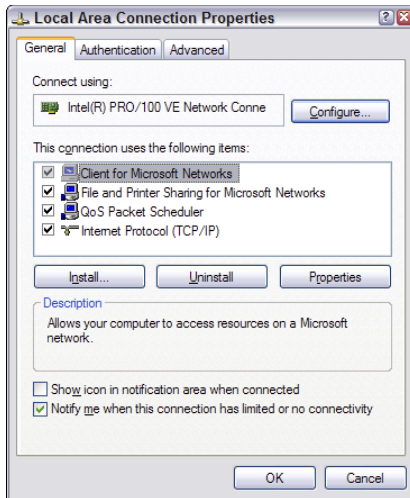 Local Area Connection Properties
General Authentication Advanced
Connect using:
Intel(R) PRO/100 VE Network Conne
Configure...
This connection uses the following items:
Client for Microsoft Networks
File and Printer Sharing for Microsoft Networks
QoS Packet Scheduler
Internet Protocol (TCP/IP)
Install... Uninstall Properties
Description
Allows your computer to access resources on a Microsoft
network.
Show icon in notification area when connected
Notify me when this connection has limited or no connectivity
OK Cancel